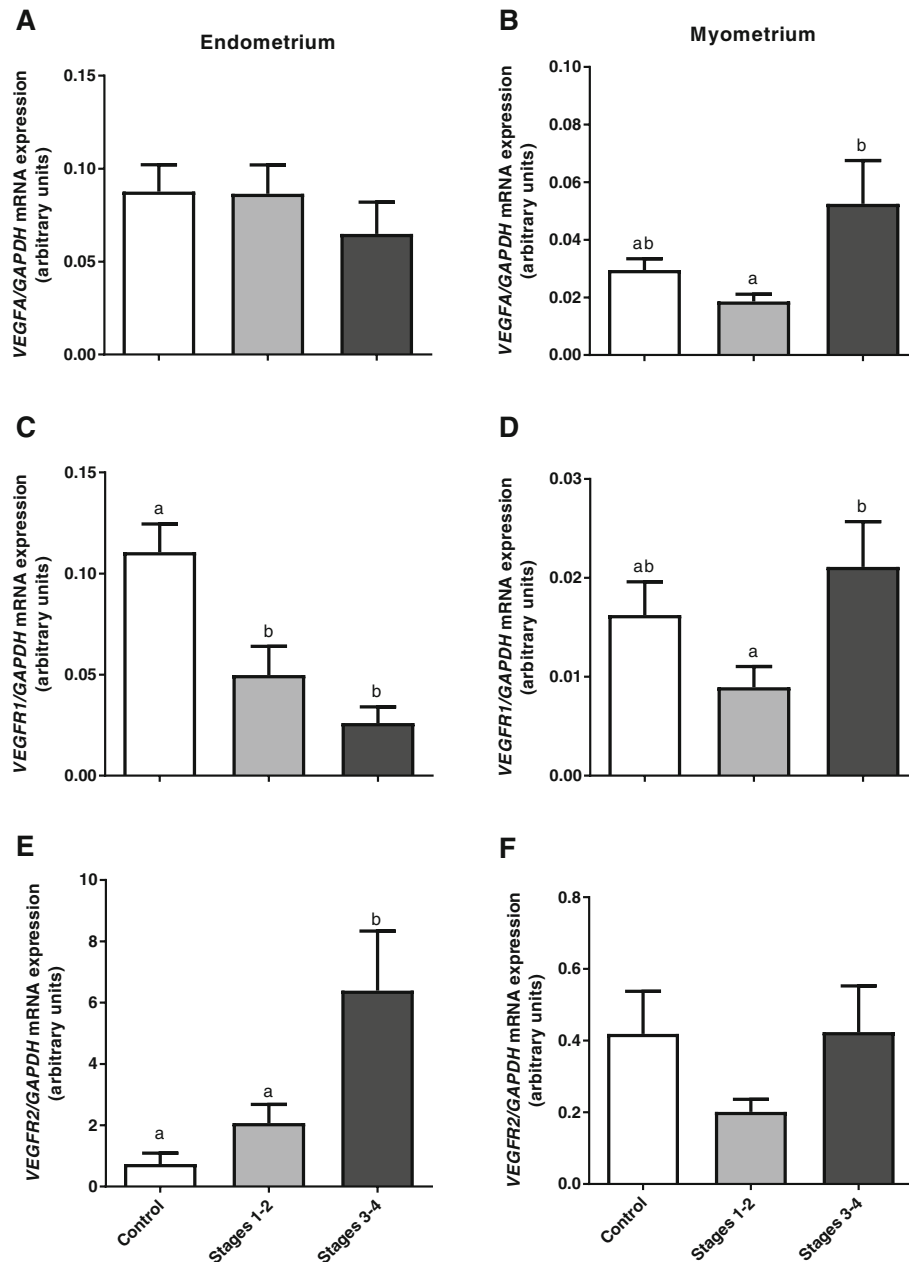 A
Endometrium
VEGFA/GAPDH mRNA expression
(arbitrary units)
0.15
0.10
0.05
0.00
B
Myometrium
VEGFA/GAPDH mRNA expression
(arbitrary units)
0.10
0.08
0.06
0.04
0.02
0.00
ab
a
b
C
VEGFR1/GAPDH mRNA expression
(arbitrary units)
0.15
0.10
0.05
0.00
a
b
b
D
VEGFR1/GAPDH mRNA expression
(arbitrary units)
0.03
0.02
0.01
0.00
ab
a
b
E
VEGFR2/GAPDH mRNA expression
(arbitrary units)
10
8
6
4
2
0
a
a
b
Control
Stages 1-2
Stages 3-4
F
VEGFR2/GAPDH mRNA expression
(arbitrary units)
0.8
0.6
0.4
0.2
0.0
Control
Stages 1-2
Stages 3-4